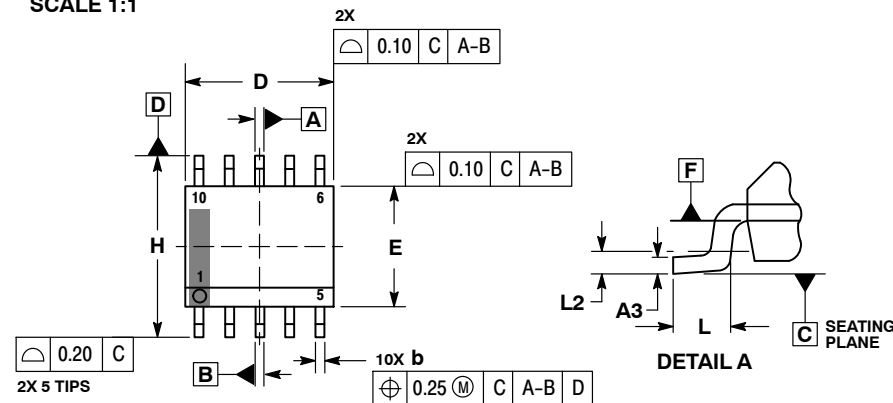 SCALE 1:1
2X
⌓ 0.10 C A-B
D
D
A
2X
⌓ 0.10 C A-B
F
10 6
H
E
1 5
L2
A3
L
C SEATING PLANE
⌓ 0.20 C
2X 5 TIPS
B
10X b
DETAIL A
⌖ 0.25 Ⓜ C A-B D